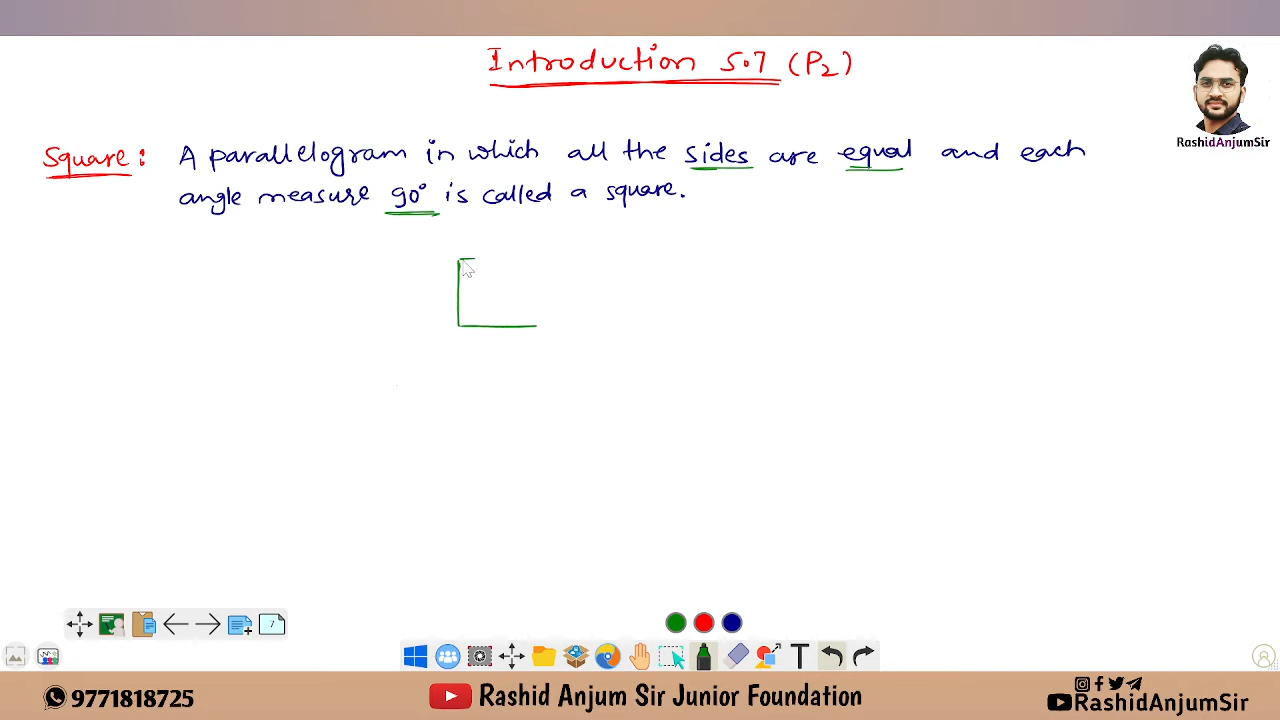 Introduction 5.7 (P2)
RashidAnjumSir
Square: A parallelogram in which all the sides are equal and each
angle measure 90° is called a square.
7
T
9771818725
Rashid Anjum Sir Junior Foundation
RashidAnjumSir